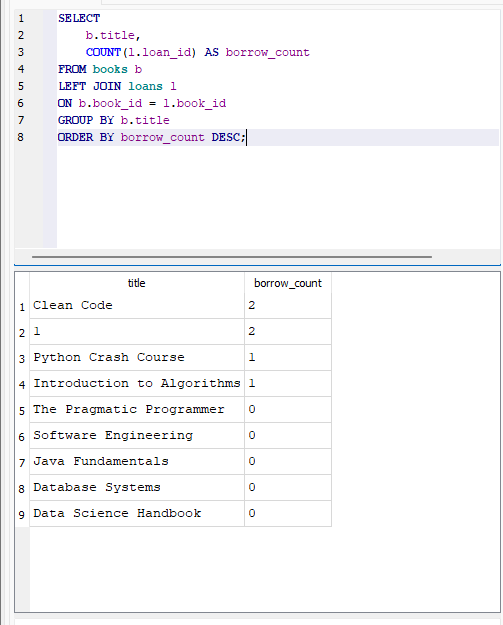 1 SELECT
2 b.title,
3 COUNT(l.loan_id) AS borrow_count
4 FROM books b
5 LEFT JOIN loans l
6 ON b.book_id = l.book_id
7 GROUP BY b.title
8 ORDER BY borrow_count DESC;
title borrow_count
1 Clean Code 2
2 1 2
3 Python Crash Course 1
4 Introduction to Algorithms 1
5 The Pragmatic Programmer 0
6 Software Engineering 0
7 Java Fundamentals 0
8 Database Systems 0
9 Data Science Handbook 0